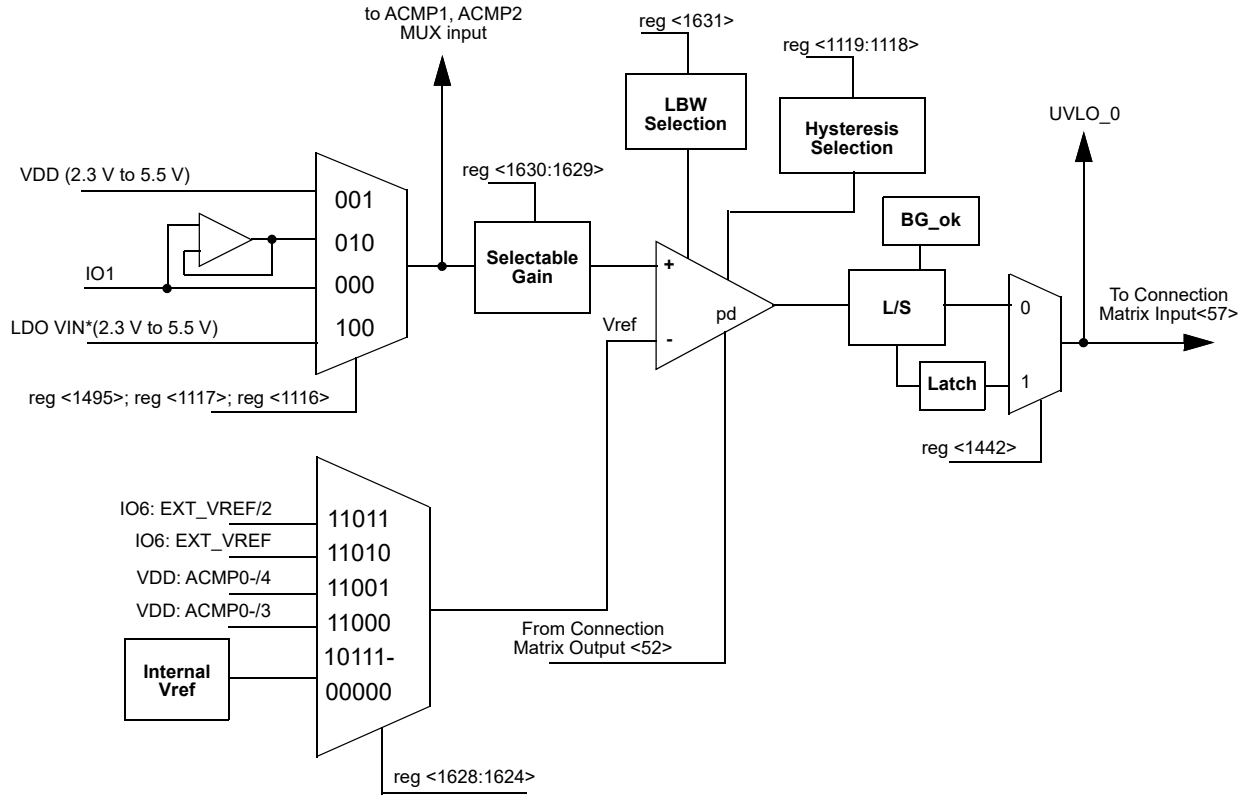 to ACMP1, ACMP2
MUX input
reg <1631>
reg <1119:1118>
LBW
Selection
Hysteresis
Selection
UVLO_0
VDD (2.3 V to 5.5 V)
reg <1630:1629>
001
010
000
100
IO1
LDO VIN*(2.3 V to 5.5 V)
Selectable
Gain
+
-
pd
Vref
BG_ok
L/S
Latch
0
1
To Connection
Matrix Input<57>
reg <1495>; reg <1117>; reg <1116>
reg <1442>
IO6: EXT_VREF/2
IO6: EXT_VREF
VDD: ACMP0-/4
VDD: ACMP0-/3
Internal
Vref
11011
11010
11001
11000
10111-
00000
From Connection
Matrix Output <52>
reg <1628:1624>